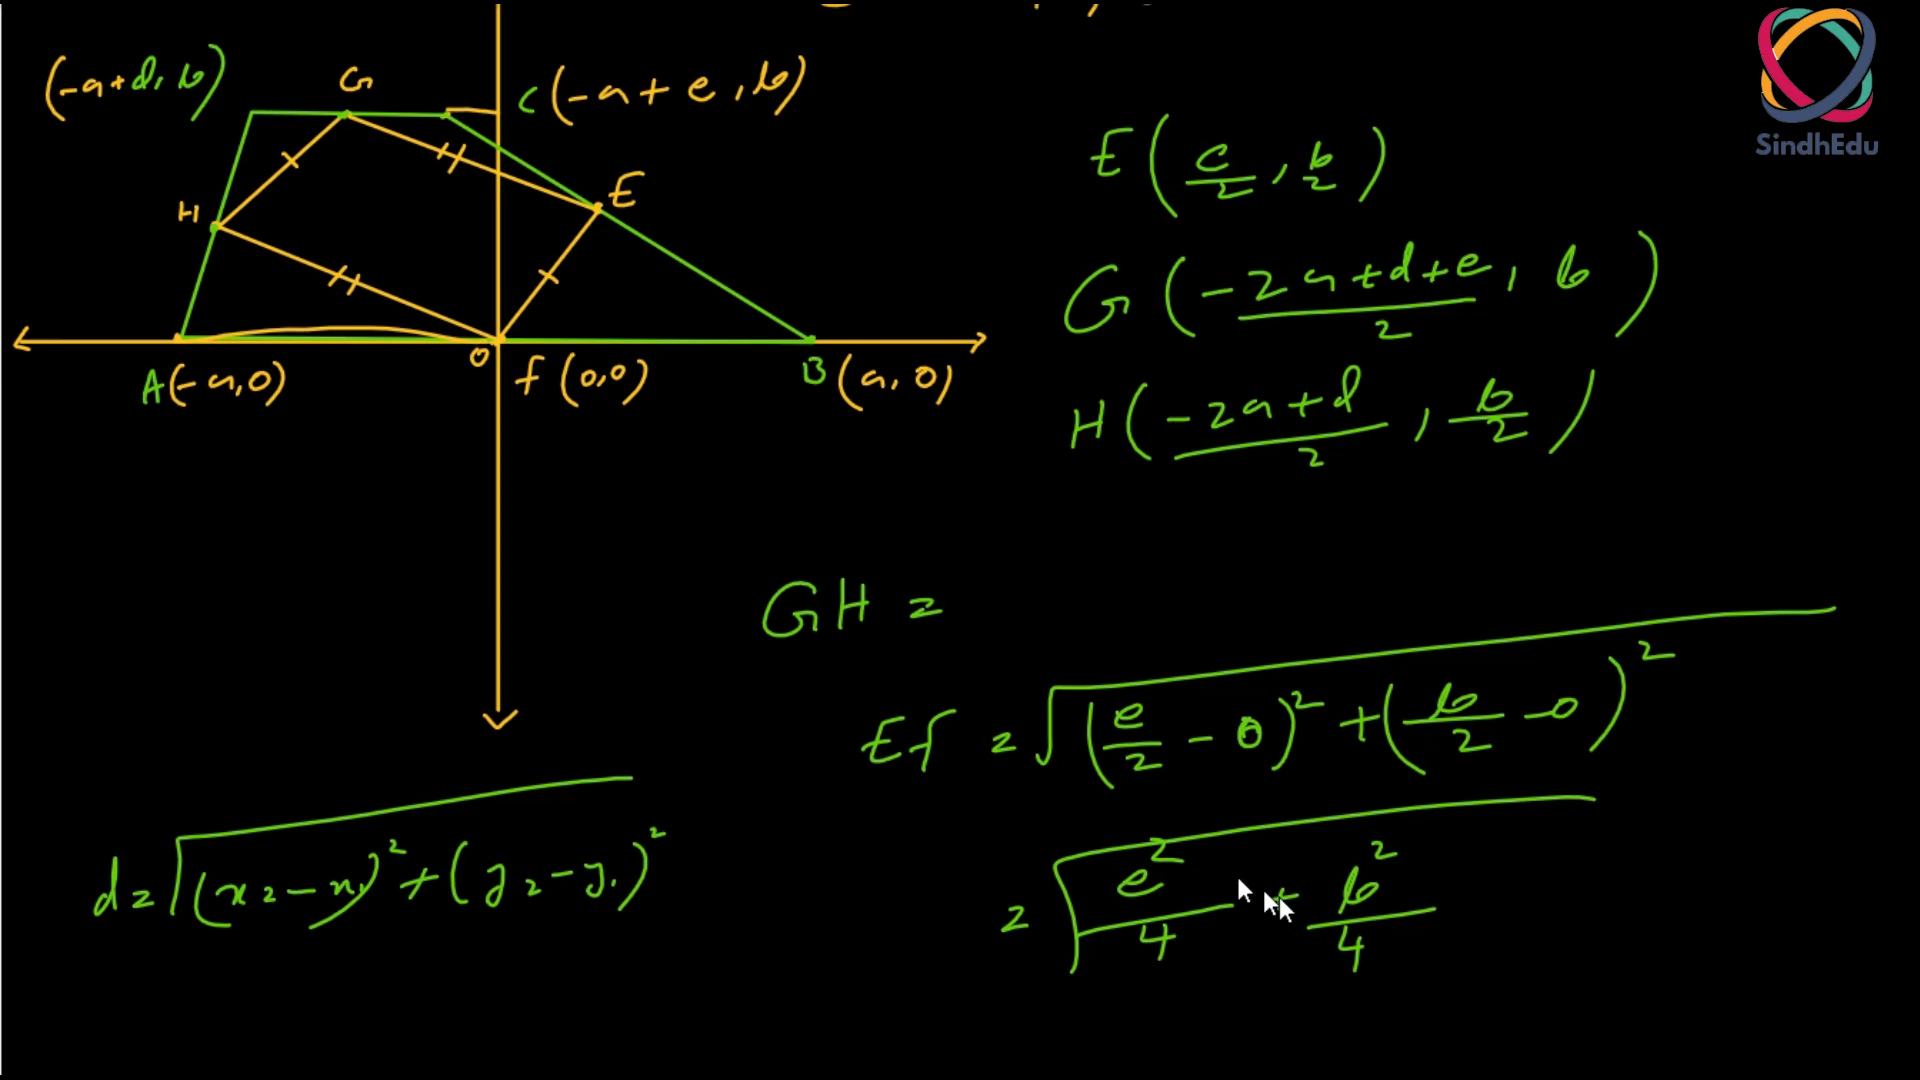 (-a+d, b)
G
C (-a+e, b)
H
E
A(-a,0)
O
F (0,0)
B (a, 0)
E (e/2, b/2)
G (-2a+d+e/2, b)
H (-2a+d/2, b/2)
GH =
EF = √(e/2 - 0)² + (b/2 - 0)²
= √e²/4 + b²/4
d = √(x₂-x₁)² + (y₂-y₁)²
SindhEdu